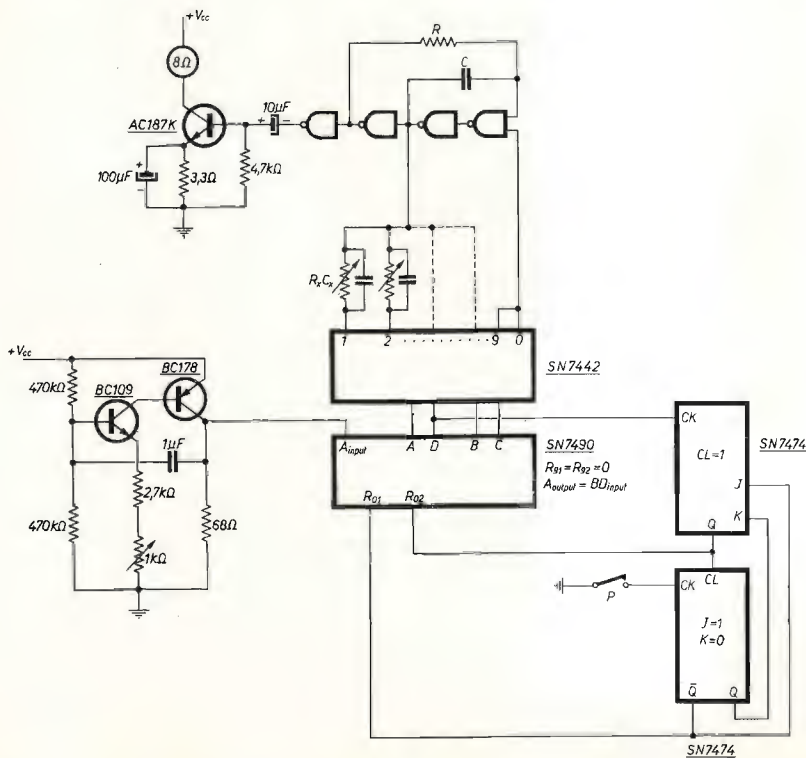 +Vcc
8Ω
AC187K
+
100μF
-
3,3Ω
4,7kΩ
10μF
+ -
R
C
RxCx
1 2 . . . . . . . . . 9 0
SN7442
+Vcc
470kΩ
BC109
BC178
1μF
2,7kΩ
470kΩ
1kΩ
68Ω
Ainput A D B C
R01 R02
SN7490
R91 = R92 = 0
Aoutput = BDinput
CK
CL=1
J
K
Q
SN7474
P
CK
CL
J=1
K=0
Q̄ Q
SN7474